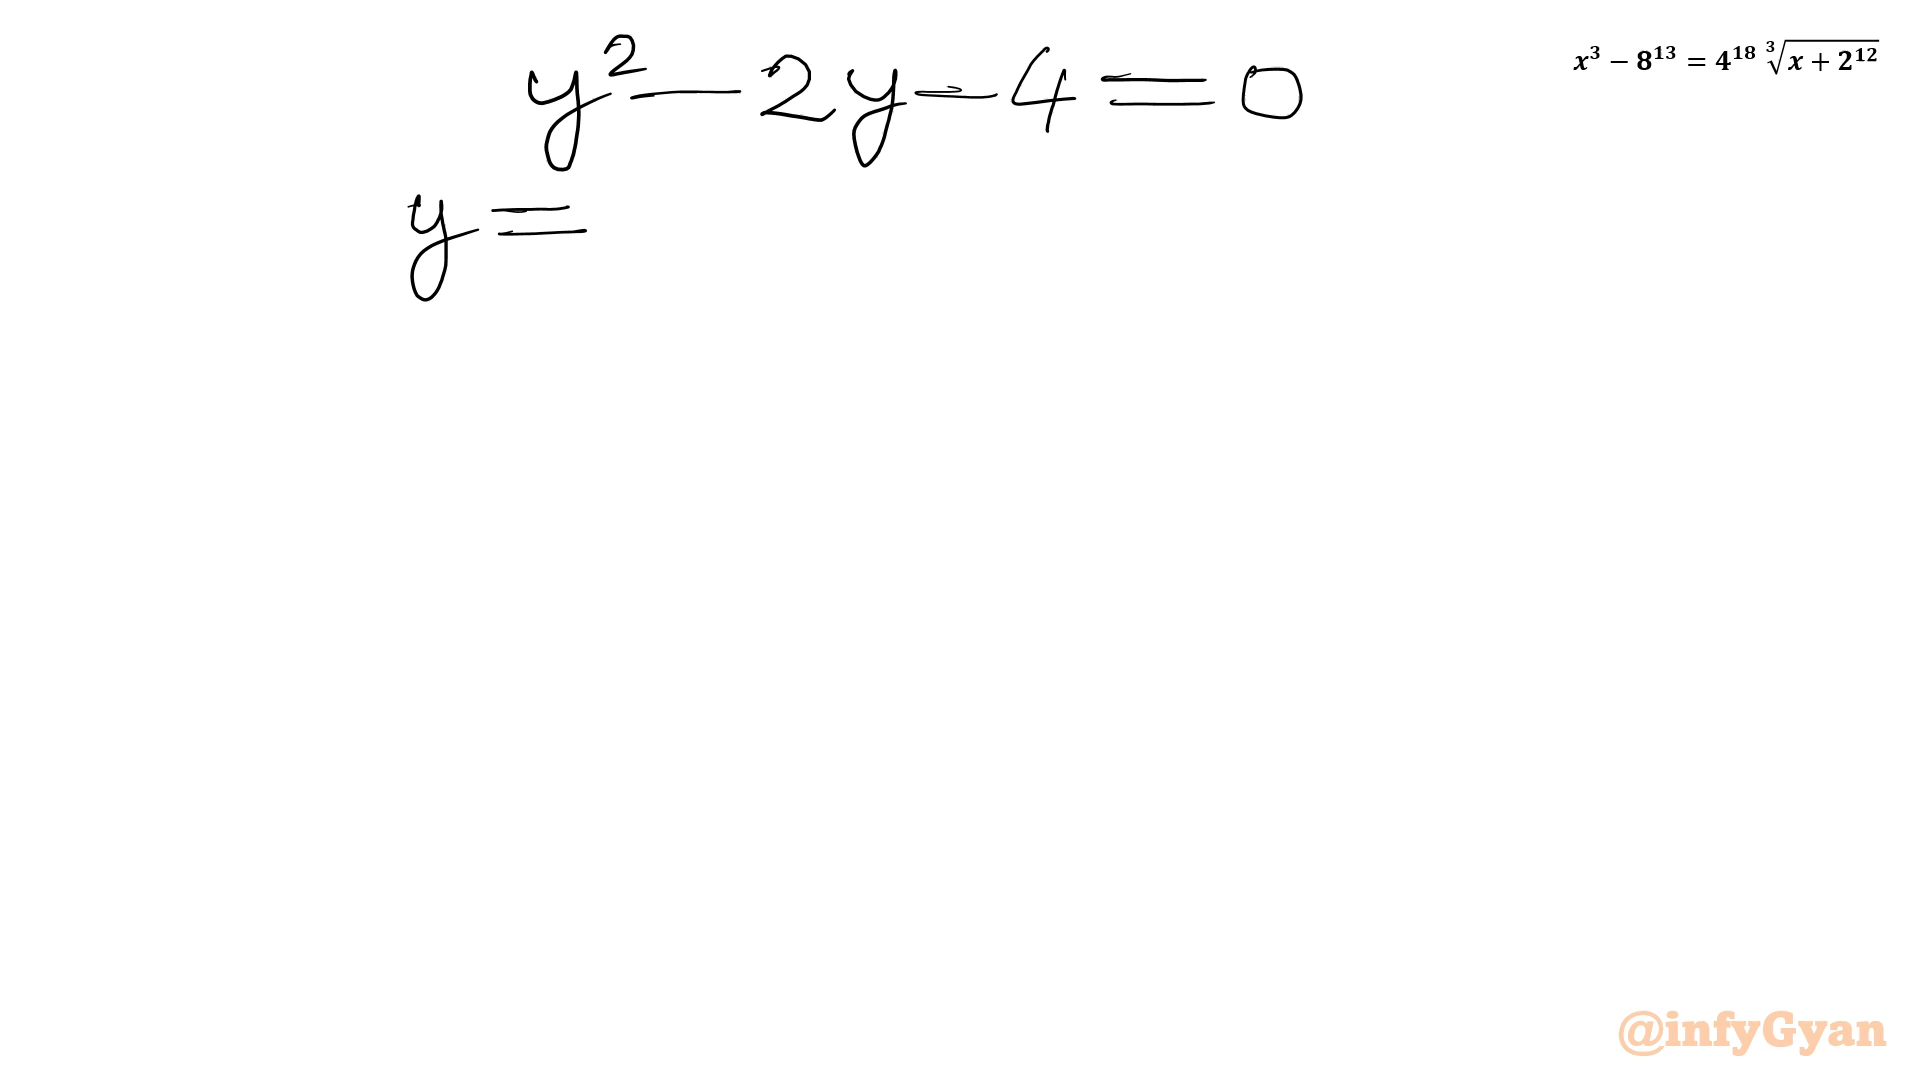 y² - 2y - 4 = 0
x³ − 8¹³ = 4¹⁸ ∛(x + 2¹²)
y =
@infyGyan